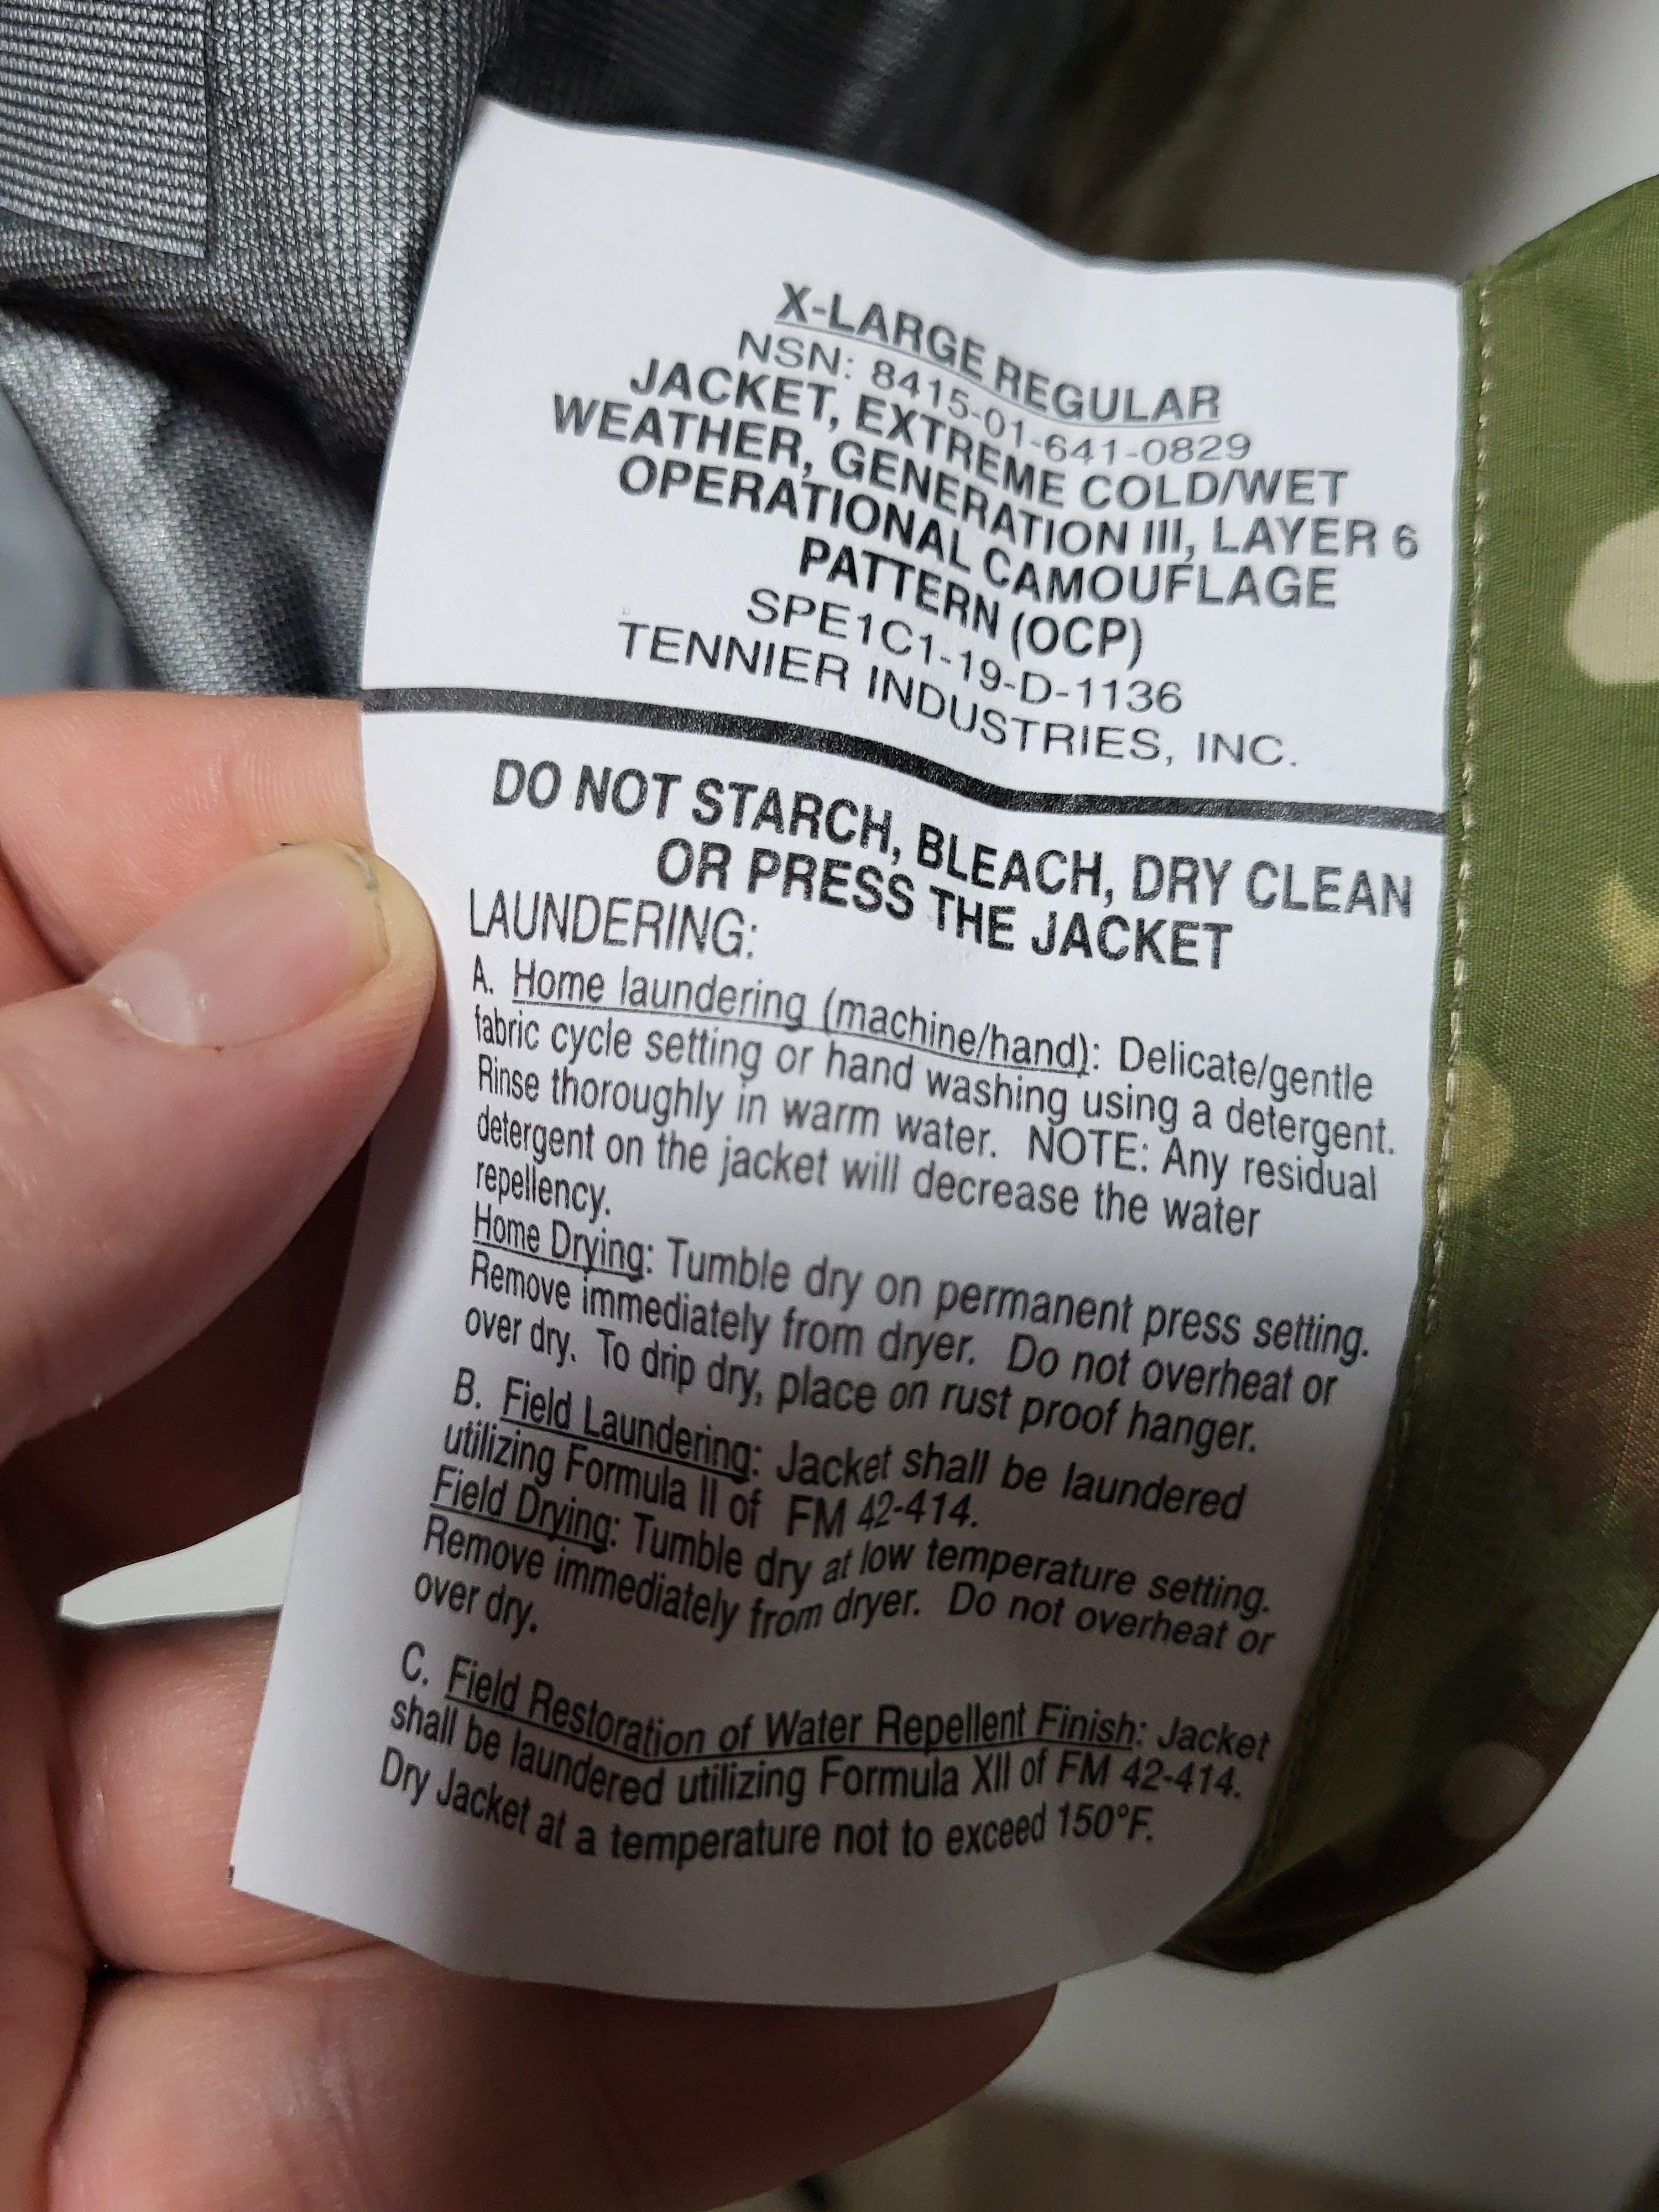 X-LARGE REGULAR
NSN: 8415-01-641-0829
JACKET, EXTREME COLD/WET
WEATHER, GENERATION III, LAYER 6
OPERATIONAL CAMOUFLAGE
PATTERN (OCP)
SPE1C1-19-D-1136
TENNIER INDUSTRIES, INC.
DO NOT STARCH, BLEACH, DRY CLEAN
OR PRESS THE JACKET
LAUNDERING:
A. Home laundering (machine/hand): Delicate/gentle
fabric cycle setting or hand washing using a detergent.
Rinse thoroughly in warm water. NOTE: Any residual
detergent on the jacket will decrease the water
repellency.
Home Drying: Tumble dry on permanent press setting.
Remove immediately from dryer. Do not overheat or
over dry. To drip dry, place on rust proof hanger.
B. Field Laundering: Jacket shall be laundered
utilizing Formula II of FM 42-414.
Field Drying: Tumble dry at low temperature setting.
Remove immediately from dryer. Do not overheat or
over dry.
C. Field Restoration of Water Repellent Finish: Jacket
shall be laundered utilizing Formula XII of FM 42-414.
Dry Jacket at a temperature not to exceed 150°F.